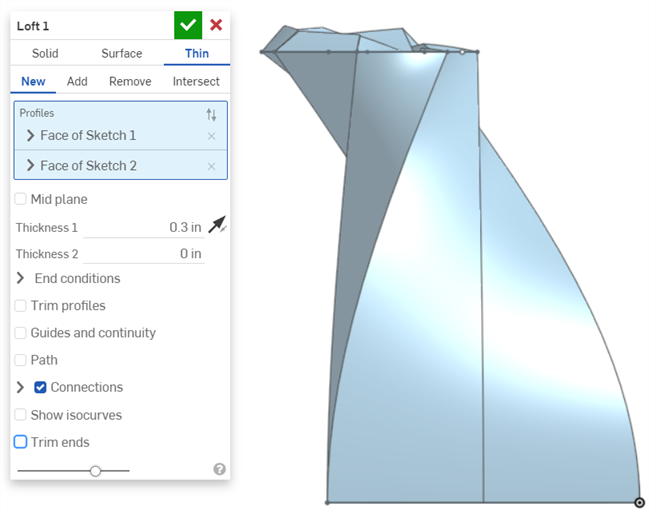 Loft 1
Solid Surface Thin
New Add Remove Intersect
Profiles
Face of Sketch 1
Face of Sketch 2
Mid plane
Thickness 1 0.3 in
Thickness 2 0 in
End conditions
Trim profiles
Guides and continuity
Path
Connections
Show isocurves
Trim ends
?